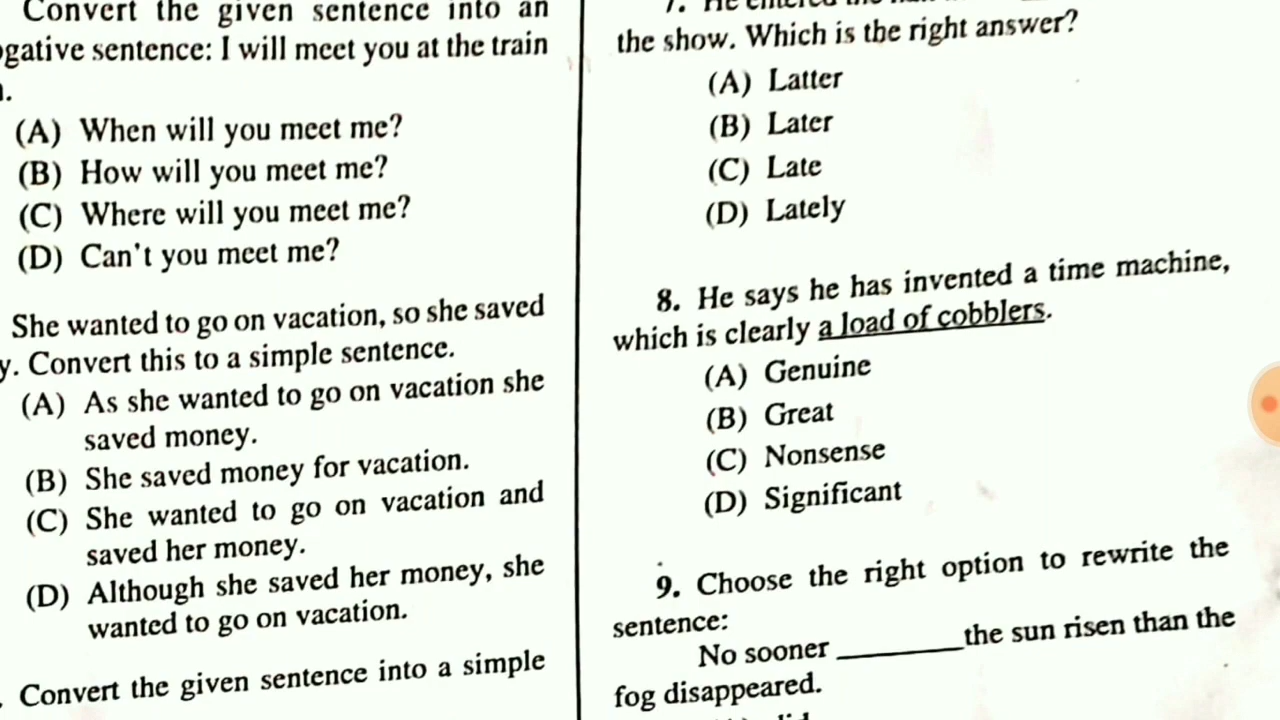 Convert the given sentence into an
gative sentence: I will meet you at the train
(A) When will you meet me?
(B) How will you meet me?
(C) Where will you meet me?
(D) Can't you meet me?
She wanted to go on vacation, so she saved
y. Convert this to a simple sentence.
(A) As she wanted to go on vacation she
saved money.
(B) She saved money for vacation.
(C) She wanted to go on vacation and
saved her money.
(D) Although she saved her money, she
wanted to go on vacation.
Convert the given sentence into a simple
7. He entered the
the show. Which is the right answer?
(A) Latter
(B) Later
(C) Late
(D) Lately
8. He says he has invented a time machine,
which is clearly a load of cobblers.
(A) Genuine
(B) Great
(C) Nonsense
(D) Significant
9. Choose the right option to rewrite the
sentence:
No sooner ________the sun risen than the
fog disappeared.